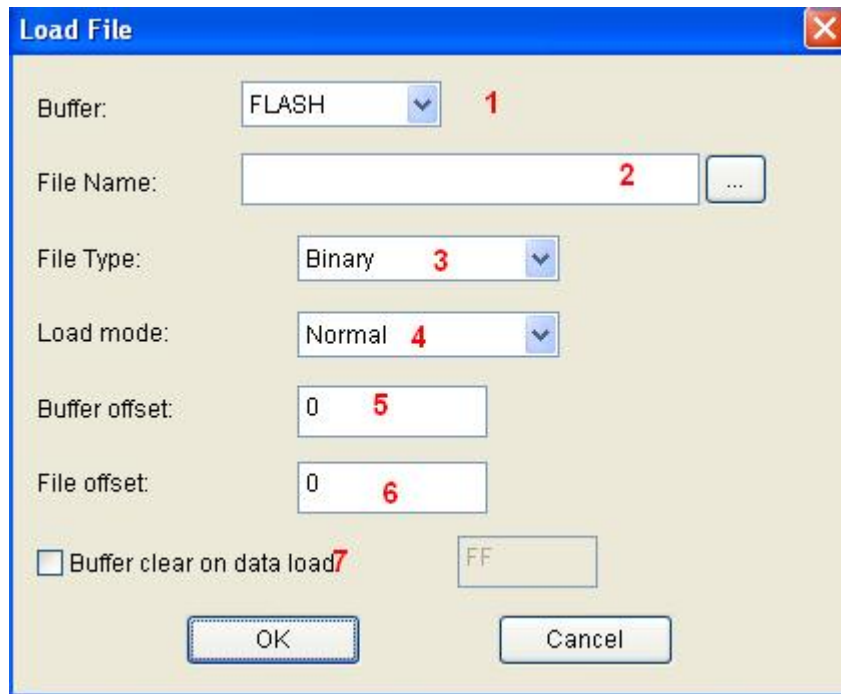 Load File
Buffer: FLASH 1
File Name: 2 ...
File Type: Binary 3
Load mode: Normal 4
Buffer offset: 0 5
File offset: 0 6
Buffer clear on data load 7 FF
OK Cancel